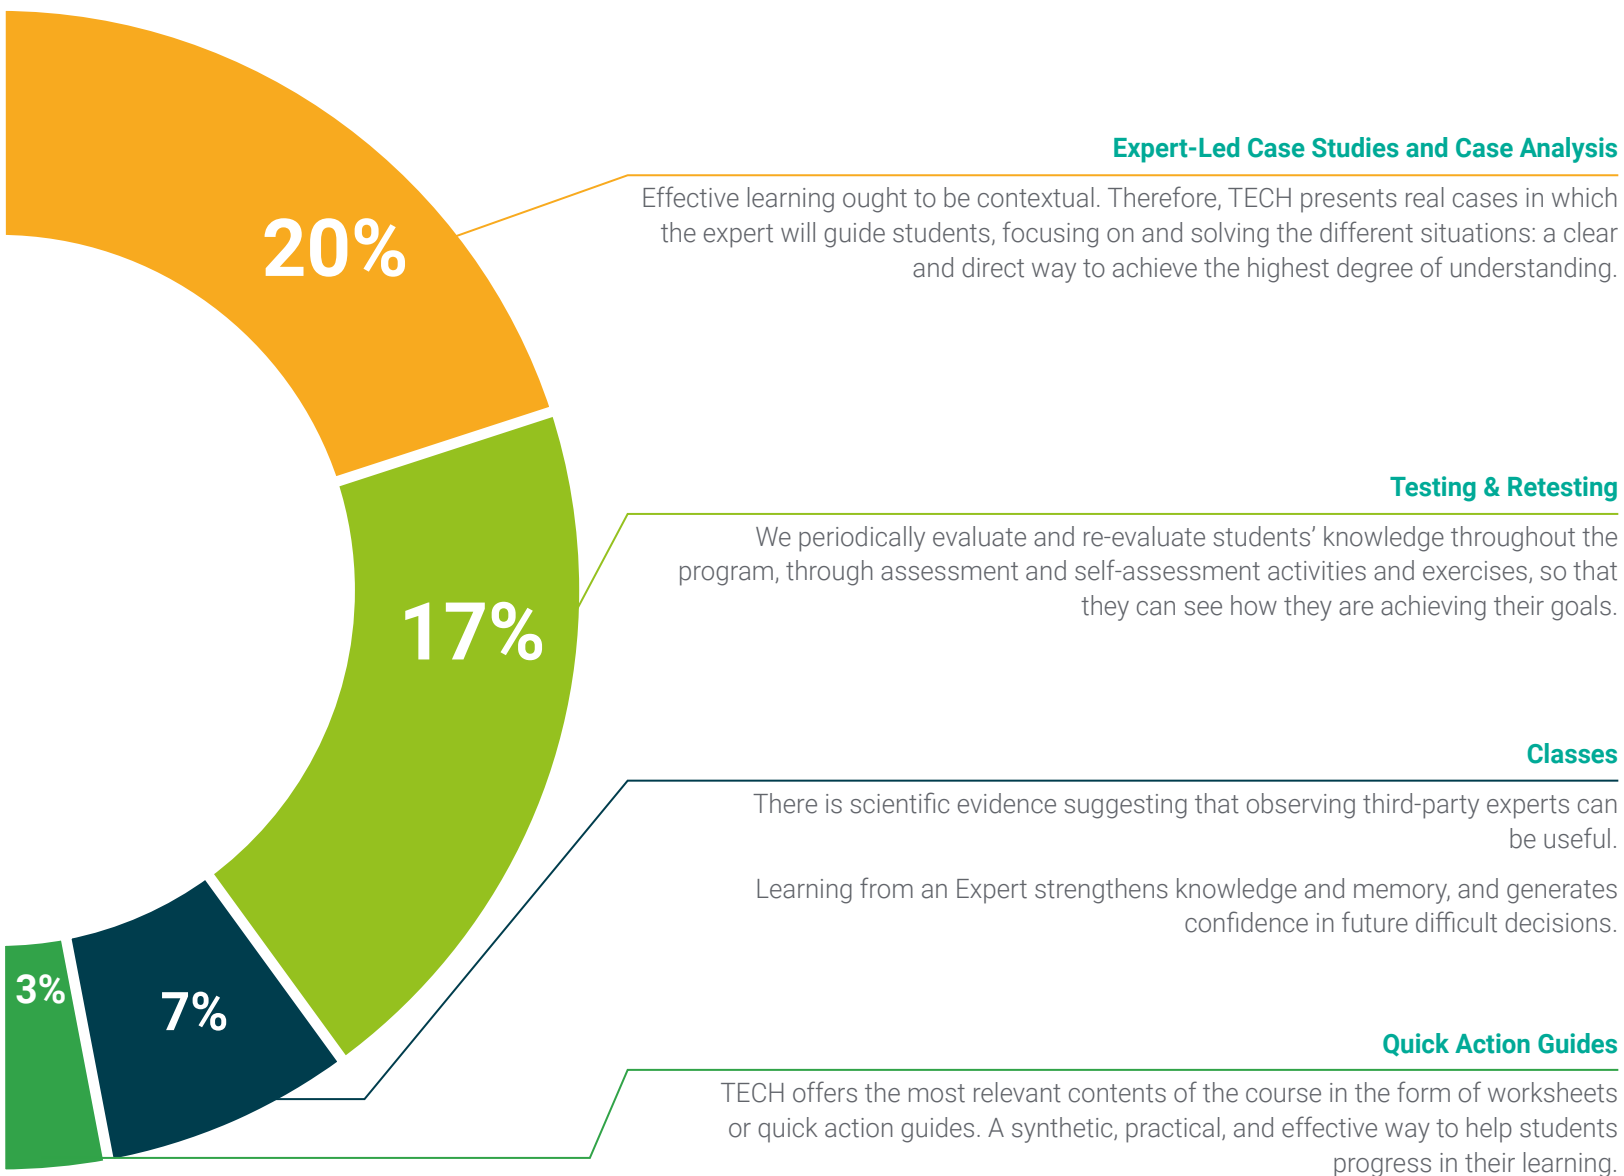 Expert-Led Case Studies and Case Analysis
Effective learning ought to be contextual. Therefore, TECH presents real cases in which
the expert will guide students, focusing on and solving the different situations: a clear
and direct way to achieve the highest degree of understanding.
20%
Testing & Retesting
We periodically evaluate and re-evaluate students’ knowledge throughout the
program, through assessment and self-assessment activities and exercises, so that
they can see how they are achieving their goals.
17%
Classes
There is scientific evidence suggesting that observing third-party experts can
be useful.
Learning from an Expert strengthens knowledge and memory, and generates
confidence in future difficult decisions.
3%
7%
Quick Action Guides
TECH offers the most relevant contents of the course in the form of worksheets
or quick action guides. A synthetic, practical, and effective way to help students
progress in their learning.